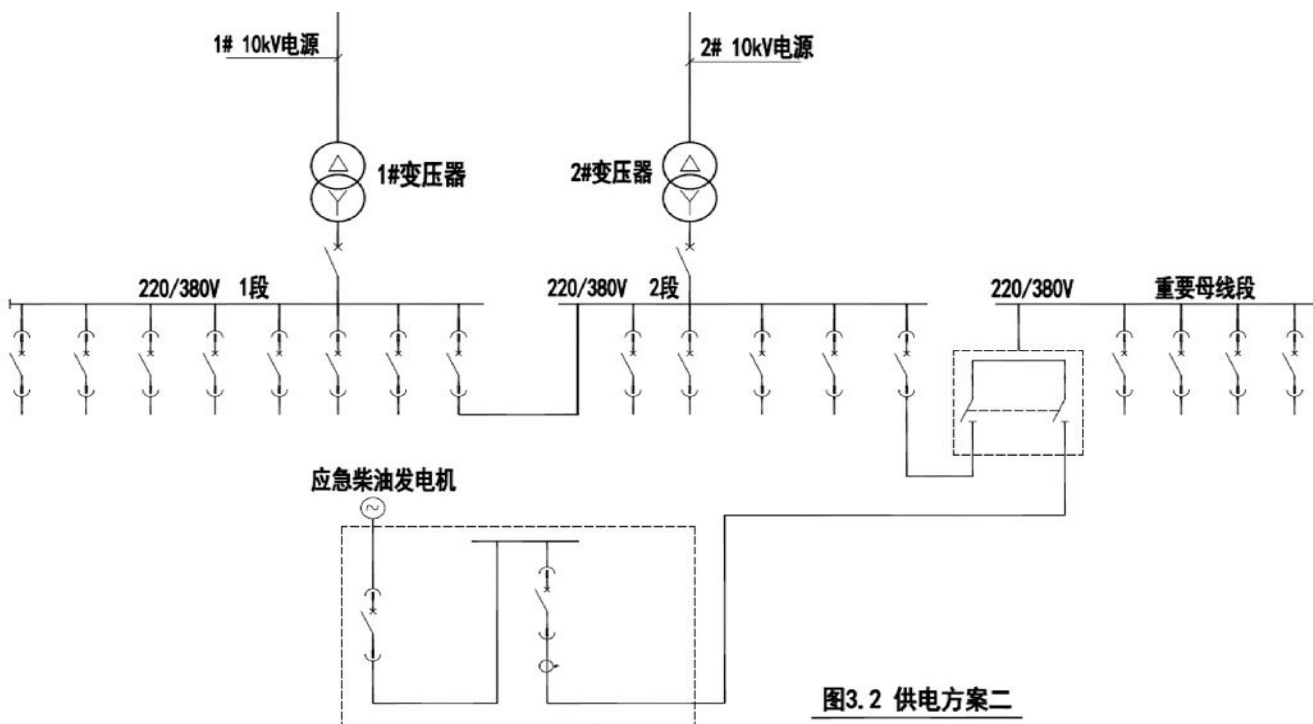 1# 10kV电源
2# 10kV电源
1#变压器
2#变压器
220/380V 1段
220/380V 2段
220/380V 重要母线段
应急柴油发电机
图3.2 供电方案二